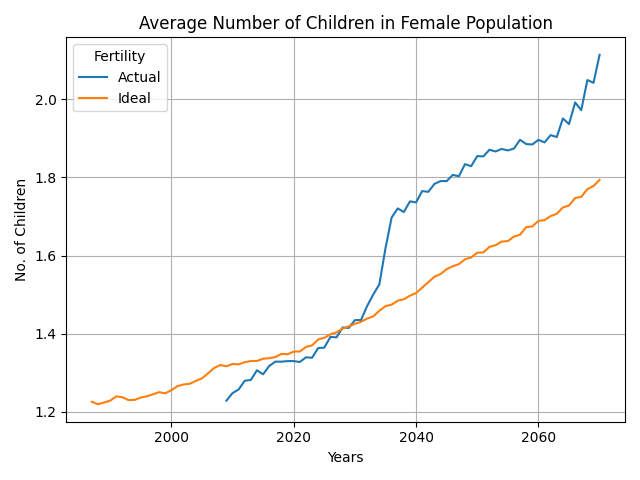 Average Number of Children in Female Population
Fertility
Actual
Ideal
No. of Children
2.0
1.8
1.6
1.4
1.2
2000
2020
2040
2060
Years